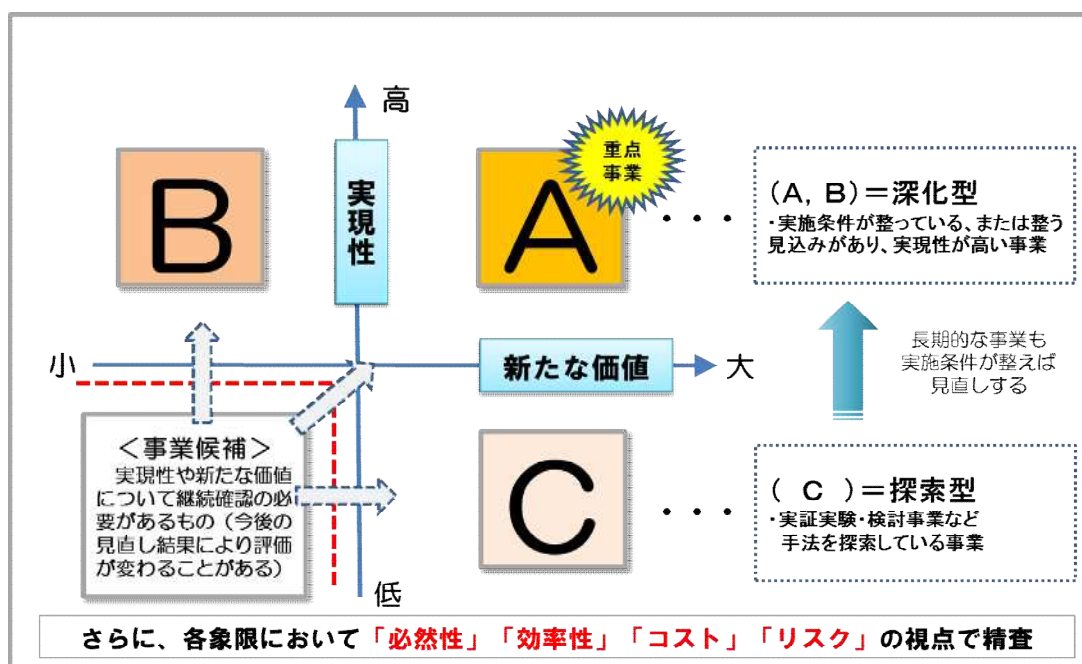 高
実現性
B
A
重点
事業
(A, B)＝深化型
・実施条件が整っている、または整う
見込みがあり、実現性が高い事業
小
新たな価値
大
長期的な事業も
実施条件が整えば
見直しする
＜事業候補＞
実現性や新たな価値
について継続確認の必
要があるもの（今後の
見直し結果により評価
が変わることがある）
C
( C )＝探索型
・実証実験・検討事業など
手法を探索している事業
低
さらに、各象限において「必然性」「効率性」「コスト」「リスク」の視点で精査